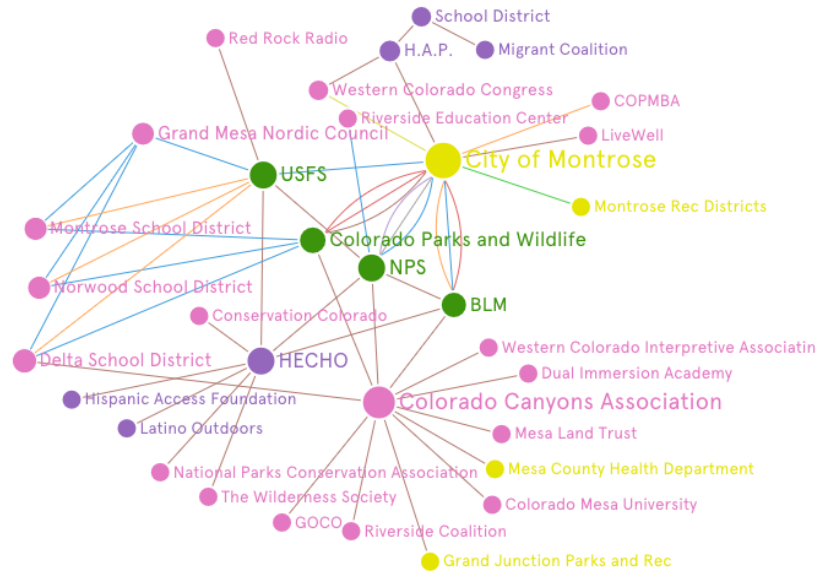 School District
Red Rock Radio
H.A.P.
Migrant Coalition
Western Colorado Congress
COPMBA
Riverside Education Center
Grand Mesa Nordic Council
LiveWell
City of Montrose
USFS
Montrose Rec Districts
Montrose School District
Colorado Parks and Wildlife
NPS
Norwood School District
BLM
Conservation Colorado
Western Colorado Interpretive Associatin
Delta School District
HECHO
Dual Immersion Academy
Hispanic Access Foundation
Colorado Canyons Association
Latino Outdoors
Mesa Land Trust
National Parks Conservation Association
Mesa County Health Department
The Wilderness Society
Colorado Mesa University
GOCO
Riverside Coalition
Grand Junction Parks and Rec